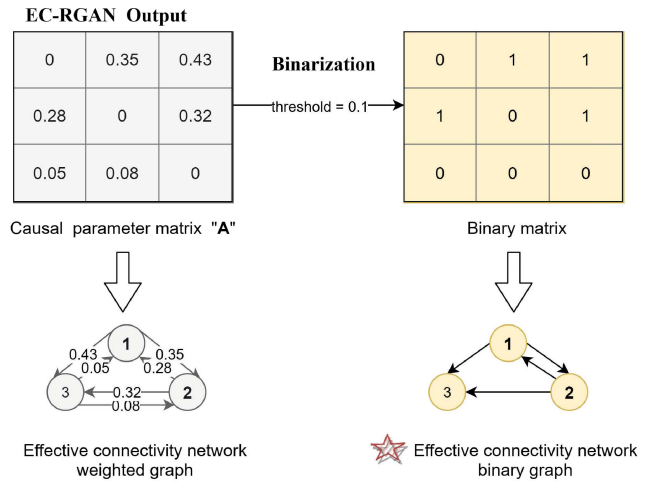 EC-RGAN Output
0 0.35 0.43
0.28 0 0.32
0.05 0.08 0
Causal parameter matrix "A"
Binarization
threshold = 0.1
0 1 1
1 0 1
0 0 0
Binary matrix
1
0.43 0.35
0.05 0.28
3 0.32 2
0.08
Effective connectivity network
weighted graph
1
3 2
Effective connectivity network
binary graph